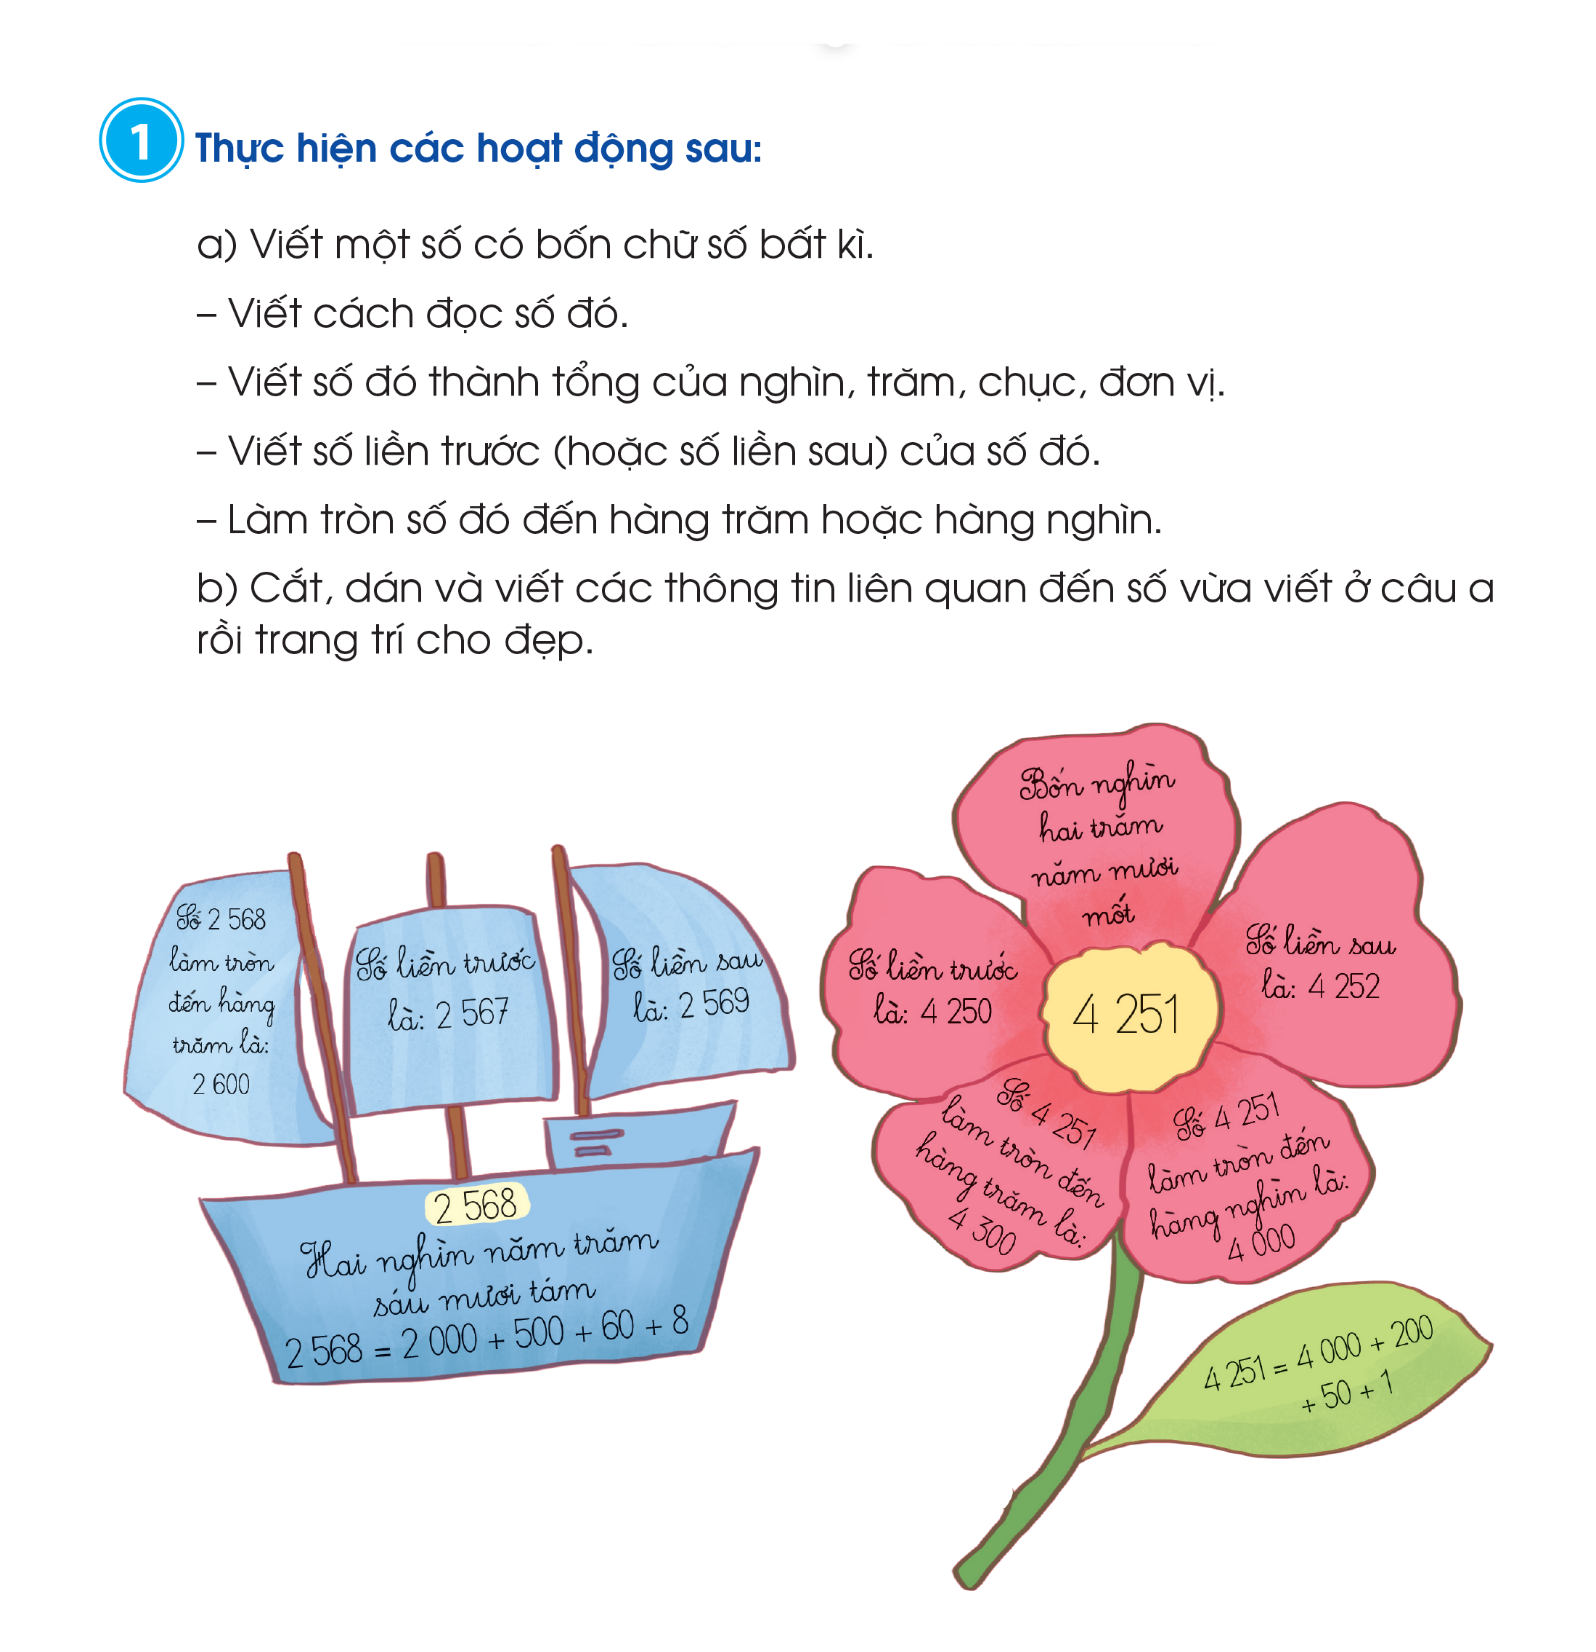 1 Thực hiện các hoạt động sau:
a) Viết một số có bốn chữ số bất kì.
– Viết cách đọc số đó.
– Viết số đó thành tổng của nghìn, trăm, chục, đơn vị.
– Viết số liền trước (hoặc số liền sau) của số đó.
– Làm tròn số đó đến hàng trăm hoặc hàng nghìn.
b) Cắt, dán và viết các thông tin liên quan đến số vừa viết ở câu a
rồi trang trí cho đẹp.
Số 2 568
làm tròn
đến hàng
trăm là:
2 600
Số liền trước
là: 2 567
Số liền sau
là: 2 569
2 568
Hai nghìn năm trăm
sáu mươi tám
2 568 = 2 000 + 500 + 60 + 8
Bốn nghìn
hai trăm
năm mươi
mốt
Số liền trước
là: 4 250
4 251
Số liền sau
là: 4 252
Số 4 251
làm tròn đến
hàng trăm là:
4 300
Số 4 251
làm tròn đến
hàng nghìn là:
4 000
4 251 = 4 000 + 200
+ 50 + 1